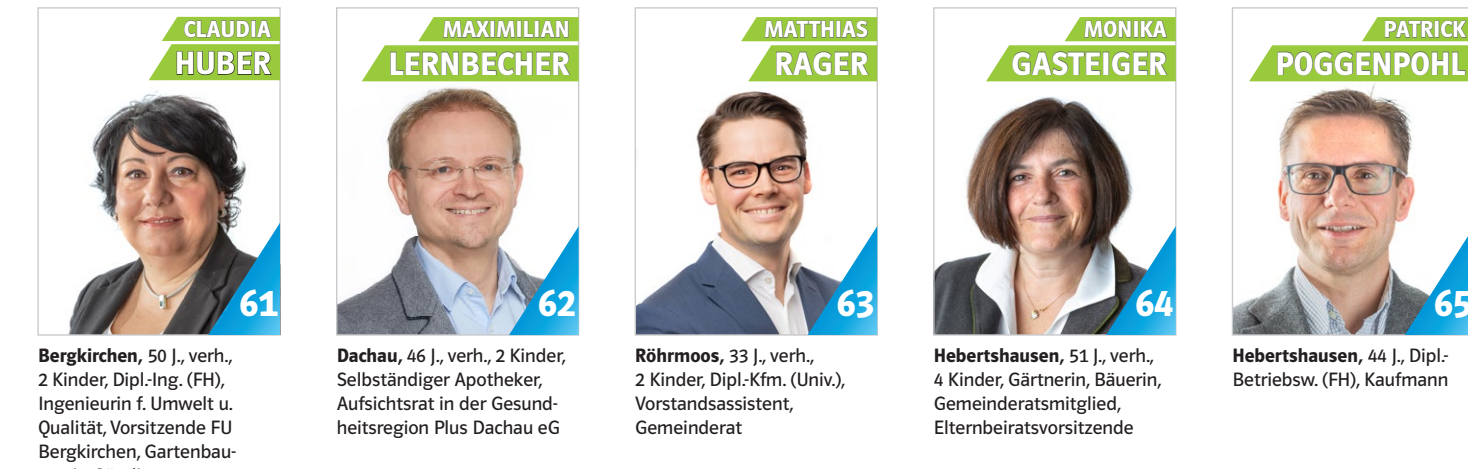 CLAUDIA
HUBER
61
Bergkirchen, 50 J., verh.,
2 Kinder, Dipl.-Ing. (FH),
Ingenieurin f. Umwelt u.
Qualität, Vorsitzende FU
Bergkirchen, Gartenbau-
MAXIMILIAN
LERNBECHER
62
Dachau, 46 J., verh., 2 Kinder,
Selbständiger Apotheker,
Aufsichtsrat in der Gesund-
heitsregion Plus Dachau eG
MATTHIAS
RAGER
63
Röhrmoos, 33 J., verh.,
2 Kinder, Dipl.-Kfm. (Univ.),
Vorstandsassistent,
Gemeinderat
MONIKA
GASTEIGER
64
Hebertshausen, 51 J., verh.,
4 Kinder, Gärtnerin, Bäuerin,
Gemeinderatsmitglied,
Elternbeiratsvorsitzende
PATRICK
POGGENPOHL
65
Hebertshausen, 44 J., Dipl.-
Betriebsw. (FH), Kaufmann